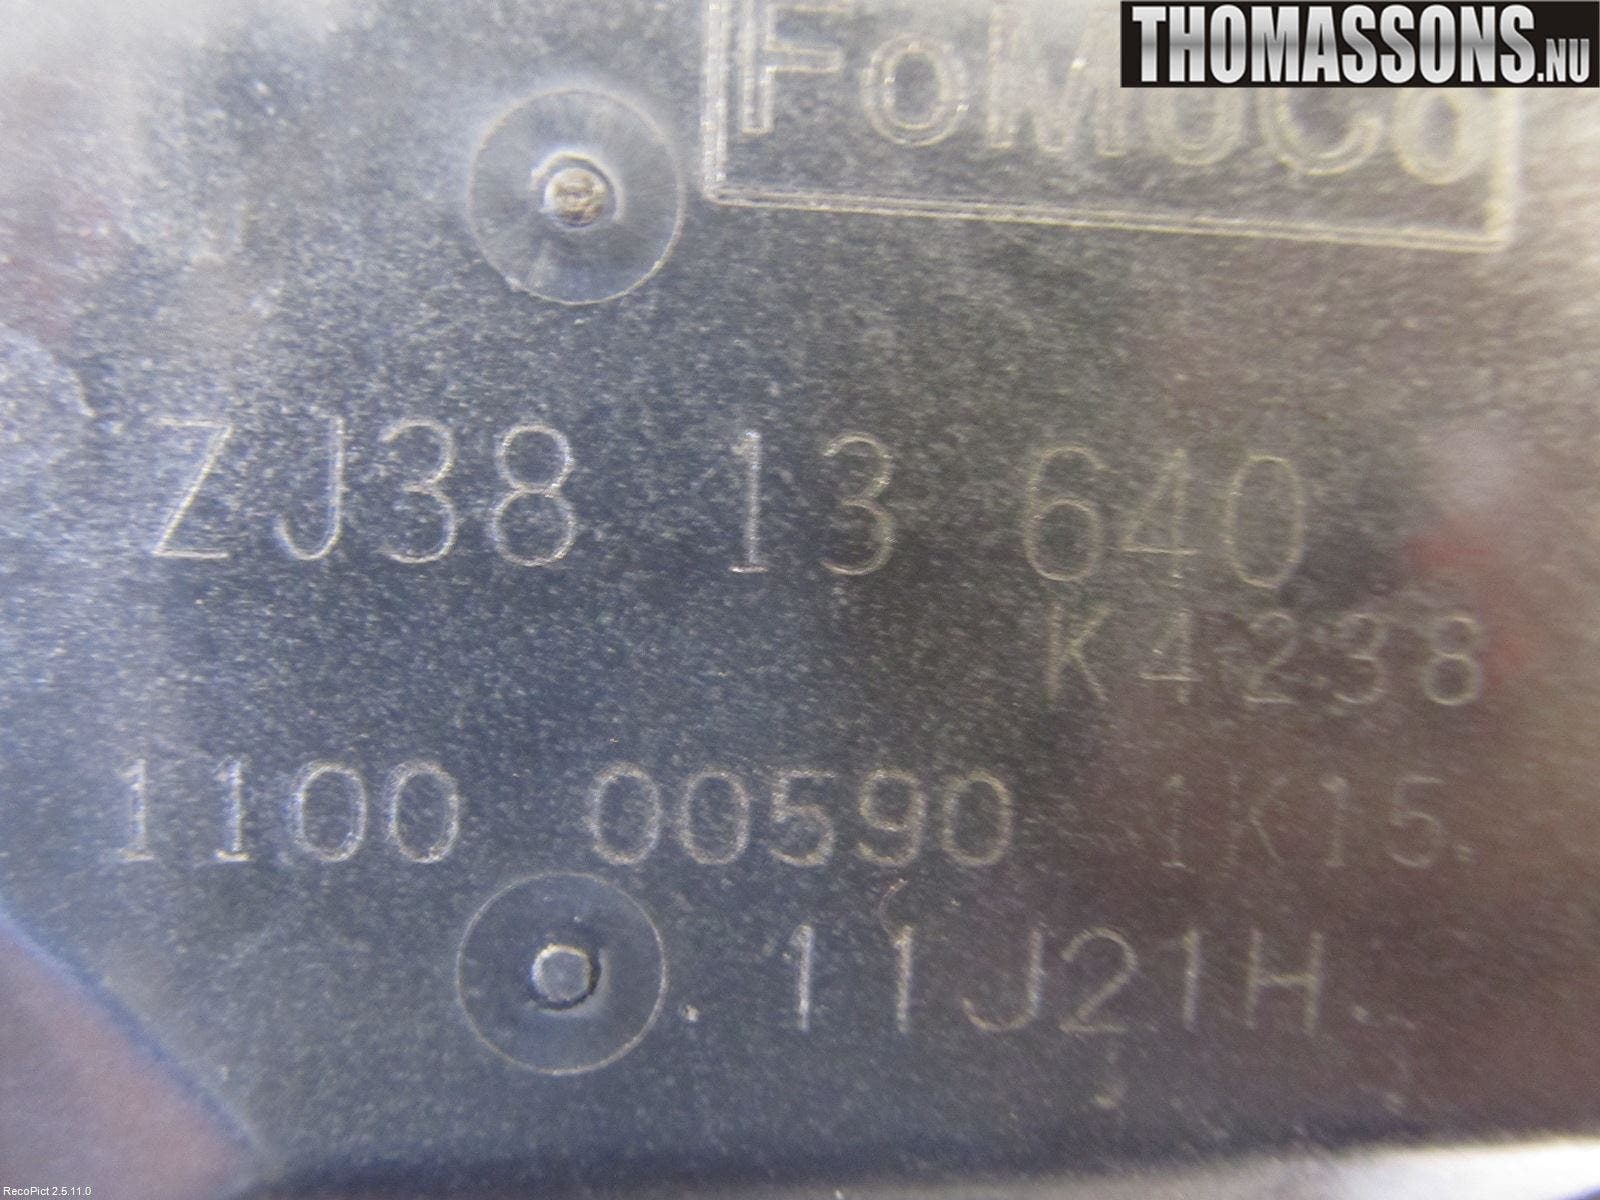 THOMASSONS.NU
FoMoCo
ZJ38 13 640
K4238
1100 00590 1K15.
11J21H
RecoPict 2.5.11.0